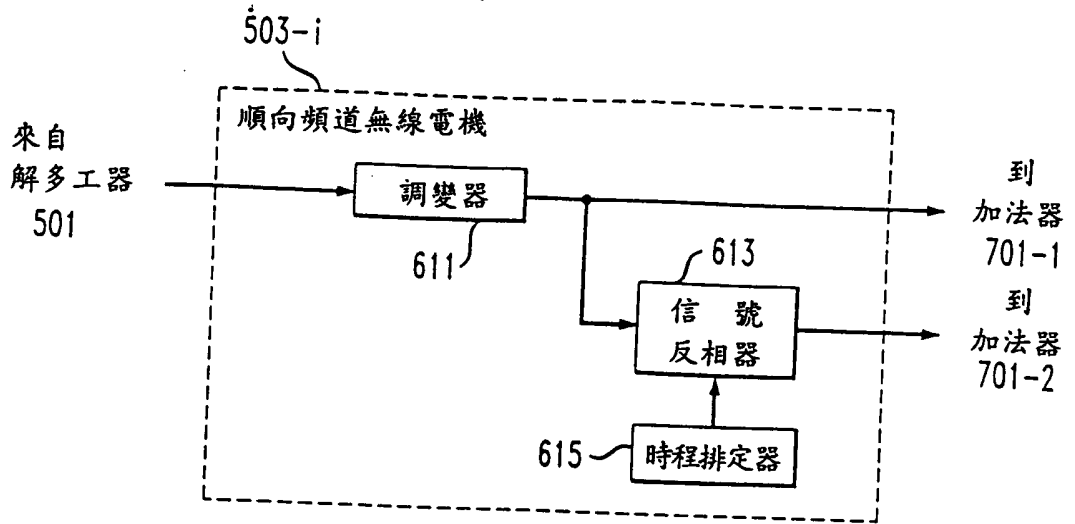 503-i
順向頻道無線電機
來自
解多工器
501
調變器
611
到
加法器
701-1
613
信 號
反相器
到
加法器
701-2
615
時程排定器